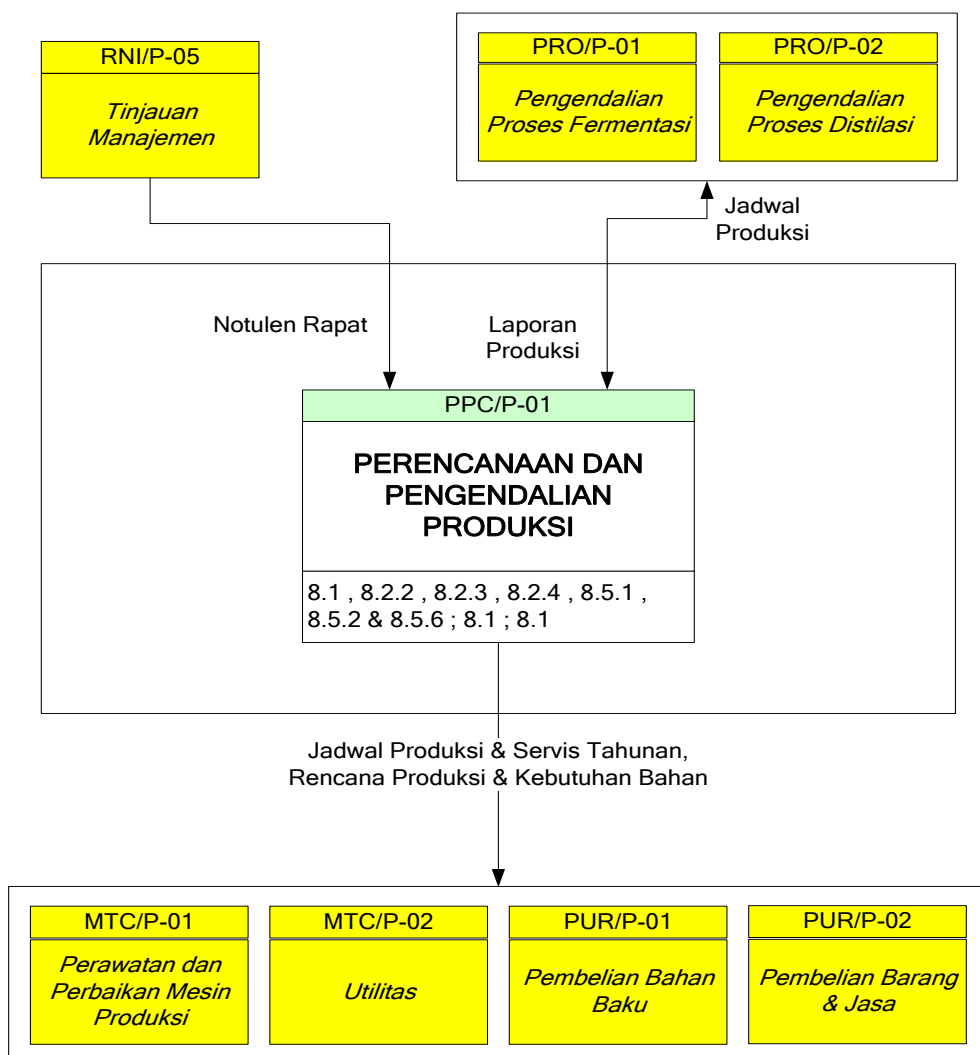 RNI/P-05
Tinjauan
Manajemen
PRO/P-01
Pengendalian
Proses Fermentasi
PRO/P-02
Pengendalian
Proses Distilasi
Jadwal
Produksi
Notulen Rapat
Laporan
Produksi
PPC/P-01
PERENCANAAN DAN
PENGENDALIAN
PRODUKSI
8.1 , 8.2.2 , 8.2.3 , 8.2.4 , 8.5.1 ,
8.5.2 & 8.5.6 ; 8.1 ; 8.1
Jadwal Produksi & Servis Tahunan,
Rencana Produksi & Kebutuhan Bahan
MTC/P-01
Perawatan dan
Perbaikan Mesin
Produksi
MTC/P-02
Utilitas
PUR/P-01
Pembelian Bahan
Baku
PUR/P-02
Pembelian Barang
& Jasa